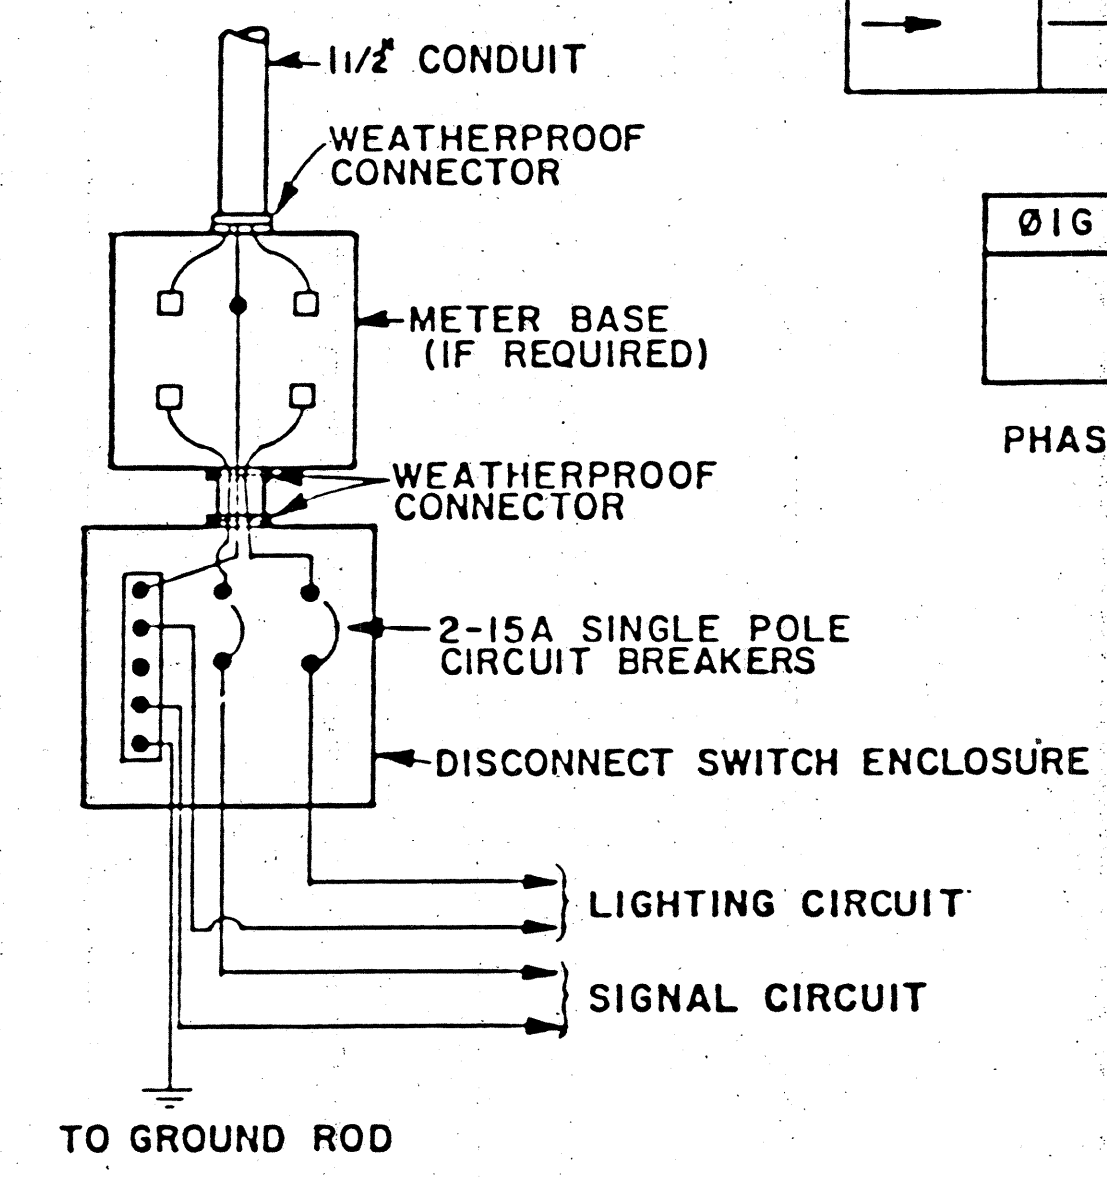 1 1/2" CONDUIT
WEATHERPROOF
CONNECTOR
Ø1G
METER BASE
(IF REQUIRED)
PHAS
WEATHERPROOF
CONNECTOR
2-15A SINGLE POLE
CIRCUIT BREAKERS
DISCONNECT SWITCH ENCLOSURE
LIGHTING CIRCUIT
SIGNAL CIRCUIT
TO GROUND ROD